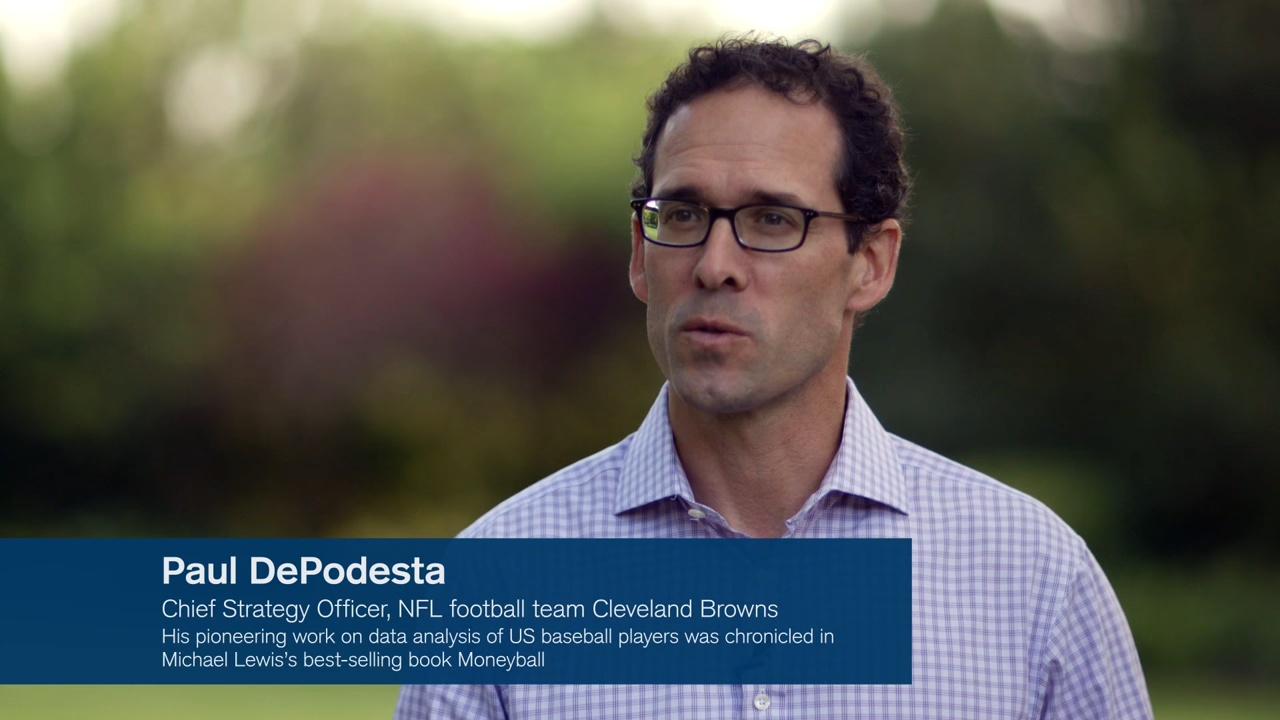 Paul DePodesta
Chief Strategy Officer, NFL football team Cleveland Browns
His pioneering work on data analysis of US baseball players was chronicled in
Michael Lewis’s best-selling book Moneyball